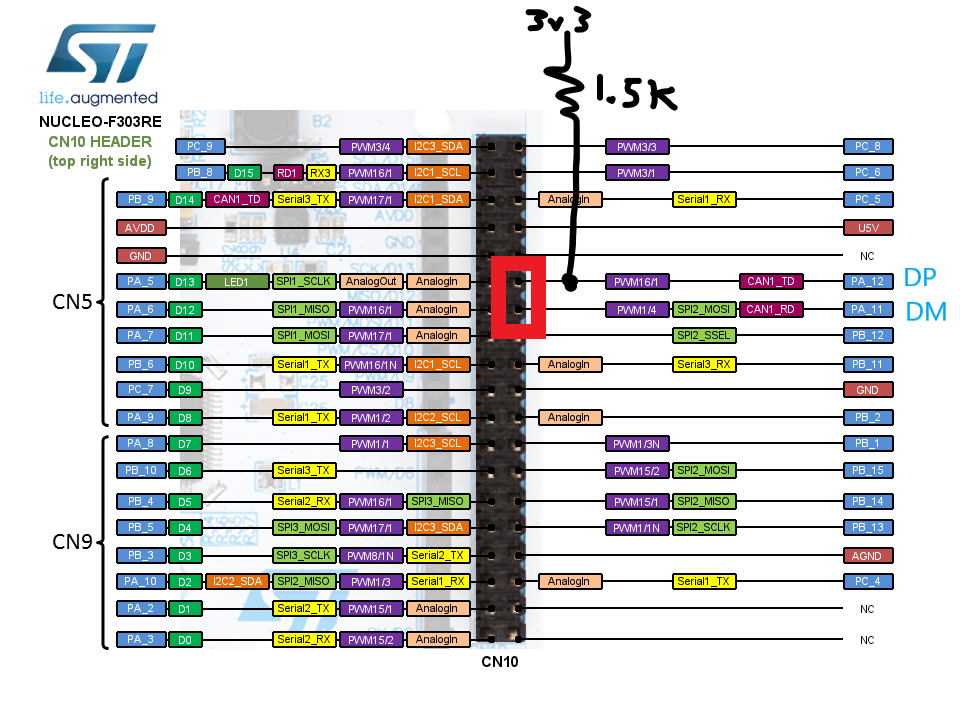 3v3
1.5K
ST
life.augmented
NUCLEO-F303RE
CN10 HEADER
(top right side)
B2
PC_9 PWM3/4 I2C3_SDA PWM3/3 PC_8
PB_8 D15 RD1 RX3 PWM16/1 I2C1_SCL PWM3/1 PC_6
PB_9 D14 CAN1_TD Serial3_TX PWM17/1 I2C1_SDA AnalogIn Serial1_RX PC_5
AVDD U5V
GND NC
CN5
PA_5 D13 LED1 SPI1_SCLK AnalogOut AnalogIn PWM16/1 CAN1_TD PA_12 DP
PA_6 D12 SPI1_MISO PWM16/1 AnalogIn PWM1/4 SPI2_MOSI CAN1_RD PA_11 DM
PA_7 D11 SPI1_MOSI PWM17/1 AnalogIn SPI2_SSEL PB_12
PB_6 D10 Serial1_TX PWM16/1N I2C1_SCL AnalogIn Serial3_RX PB_11
PC_7 D9 PWM3/2 GND
PA_9 D8 Serial1_TX PWM1/2 I2C2_SCL AnalogIn PB_2
CN9
PA_8 D7 PWM1/1 I2C3_SCL PWM1/3N PB_1
PB_10 D6 Serial3_TX PWM15/2 SPI2_MOSI PB_15
PB_4 D5 Serial2_RX PWM16/1 SPI3_MISO PWM15/1 SPI2_MISO PB_14
PB_5 D4 SPI3_MOSI PWM17/1 I2C3_SDA PWM1/1N SPI2_SCLK PB_13
PB_3 D3 SPI3_SCLK PWM8/1N Serial2_TX AGND
PA_10 D2 I2C2_SDA SPI2_MISO PWM1/3 Serial1_RX AnalogIn Serial1_TX PC_4
PA_2 D1 Serial2_TX PWM15/1 AnalogIn NC
PA_3 D0 Serial2_RX PWM15/2 AnalogIn NC
CN10